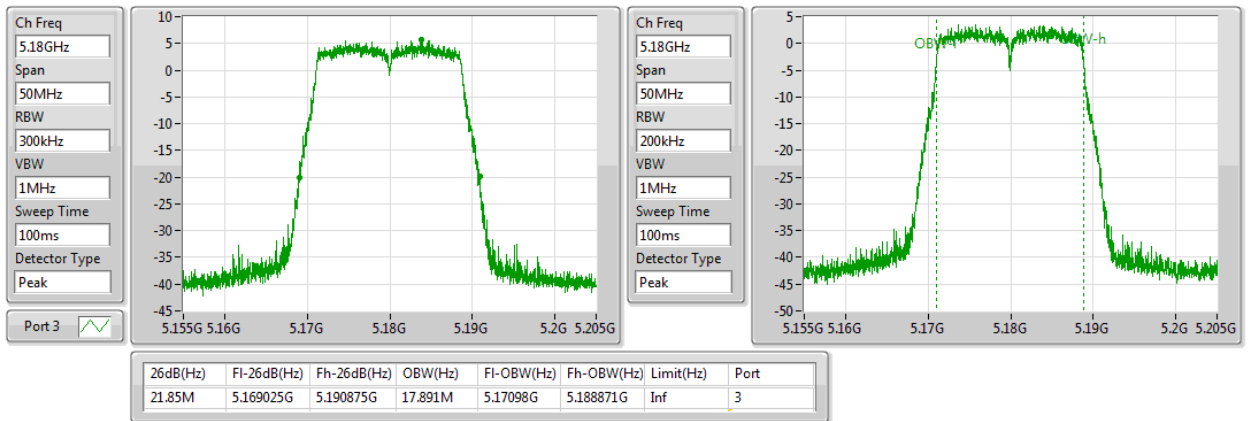 Ch Freq
5.18GHz
Span
50MHz
RBW
300kHz
VBW
1MHz
Sweep Time
100ms
Detector Type
Peak
Port 3
10
5
0
-5
-10
-15
-20
-25
-30
-35
-40
-45
5.155G 5.16G 5.17G 5.18G 5.19G 5.2G 5.205G
Ch Freq
5.18GHz
Span
50MHz
RBW
200kHz
VBW
1MHz
Sweep Time
100ms
Detector Type
Peak
5
0
-5
-10
-15
-20
-25
-30
-35
-40
-45
-50
5.155G 5.16G 5.17G 5.18G 5.19G 5.2G 5.205G
26dB(Hz) Fl-26dB(Hz) Fh-26dB(Hz) OBW(Hz) Fl-OBW(Hz) Fh-OBW(Hz) Limit(Hz) Port
21.85M 5.169025G 5.190875G 17.891M 5.17098G 5.188871G Inf 3